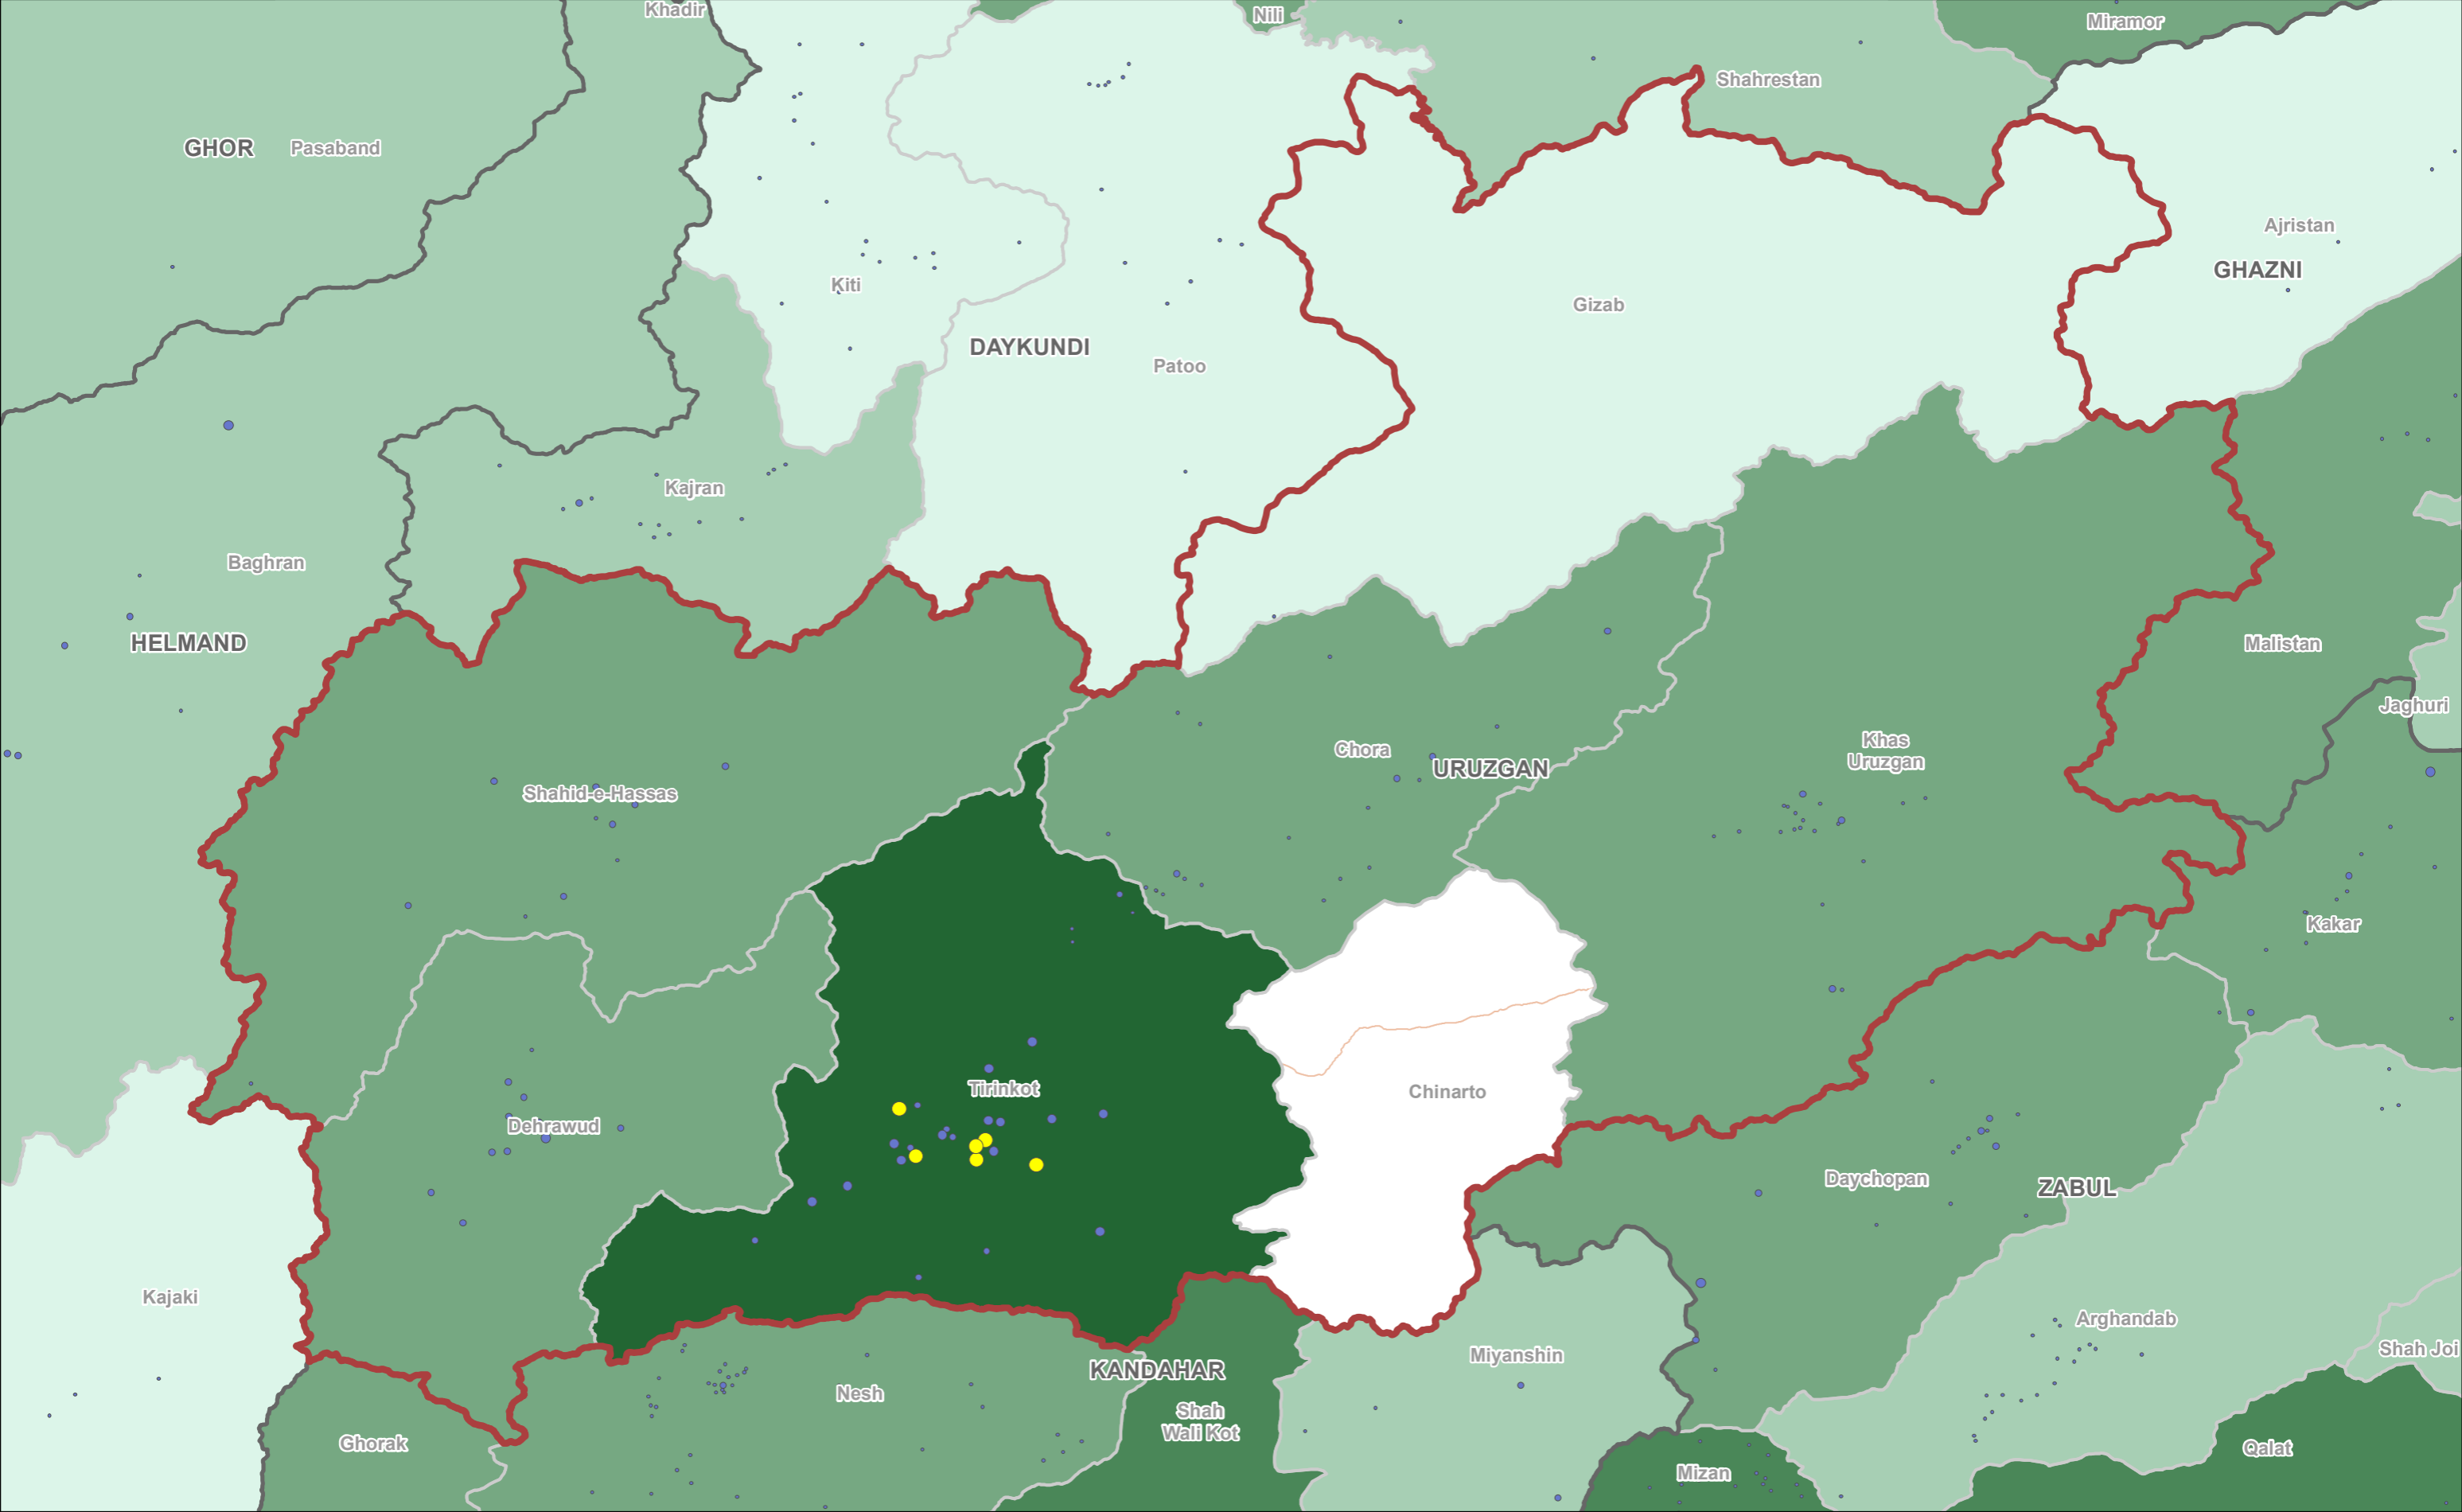 Khadir
Nili
Miramor
Shahrestan
GHOR
Pasaband
Ajristan
GHAZNI
Kiti
Gizab
DAYKUNDI
Patoo
Kajran
Baghran
HELMAND
Malistan
Jaghuri
Khas
Uruzgan
Chora
URUZGAN
Shahid-e-Hassas
Kakar
Tirinkot
Chinarto
Dehrawud
Daychopan
ZABUL
Kajaki
Arghandab
Shah Joi
Miyanshin
KANDAHAR
Nesh
Shah
Wali Kot
Ghorak
Qalat
Mizan